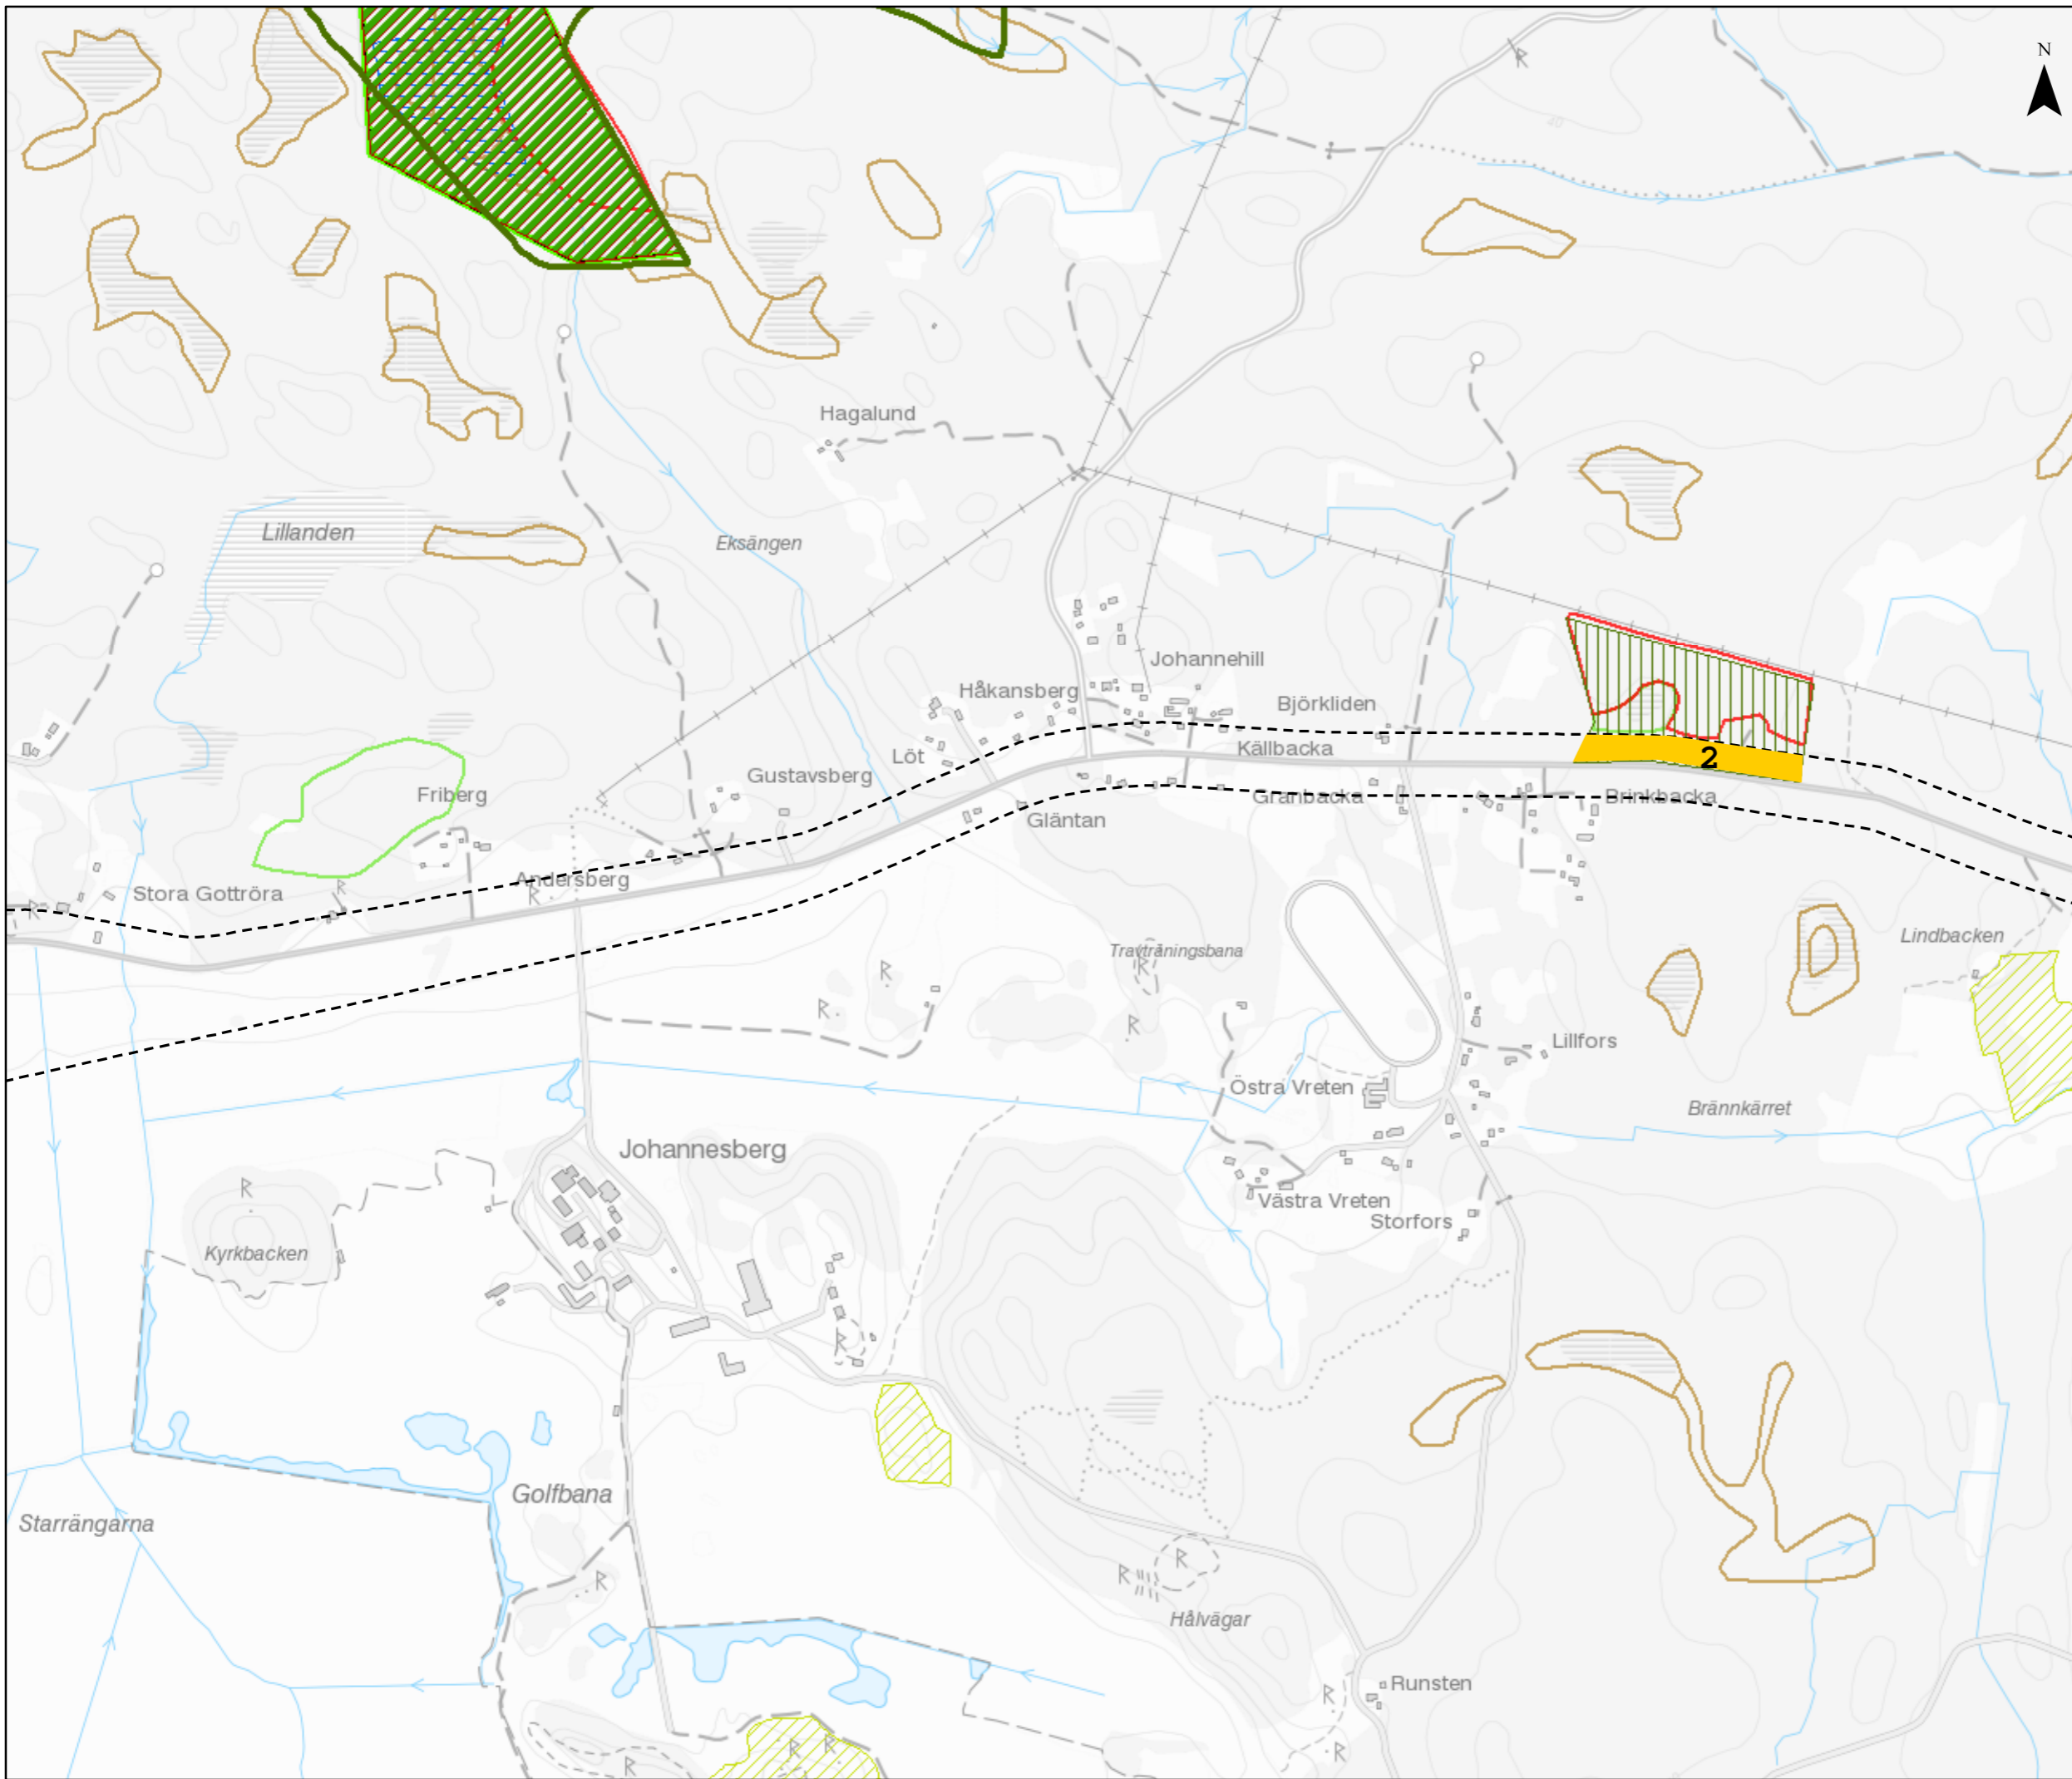 N
40
Hagalund
Lillanden
Eksängen
Johannehill
Håkansberg
Björkliden
Löt
Källbacka
2
Gustavsberg
Friberg
Granbacka
Brinkbacka
Gläntan
Andersberg
Stora Gottröra
R
R
R
Lindbacken
Travträningsbana
R
R
R
R
Lillfors
Östra Vreten
Brännkärret
Johannesberg
R
Västra Vreten
Storfors
Kyrkbacken
R
Golfbana
Starrängarna
R
R
R
Hålvägar
Runsten
R
R
R
R
R
R